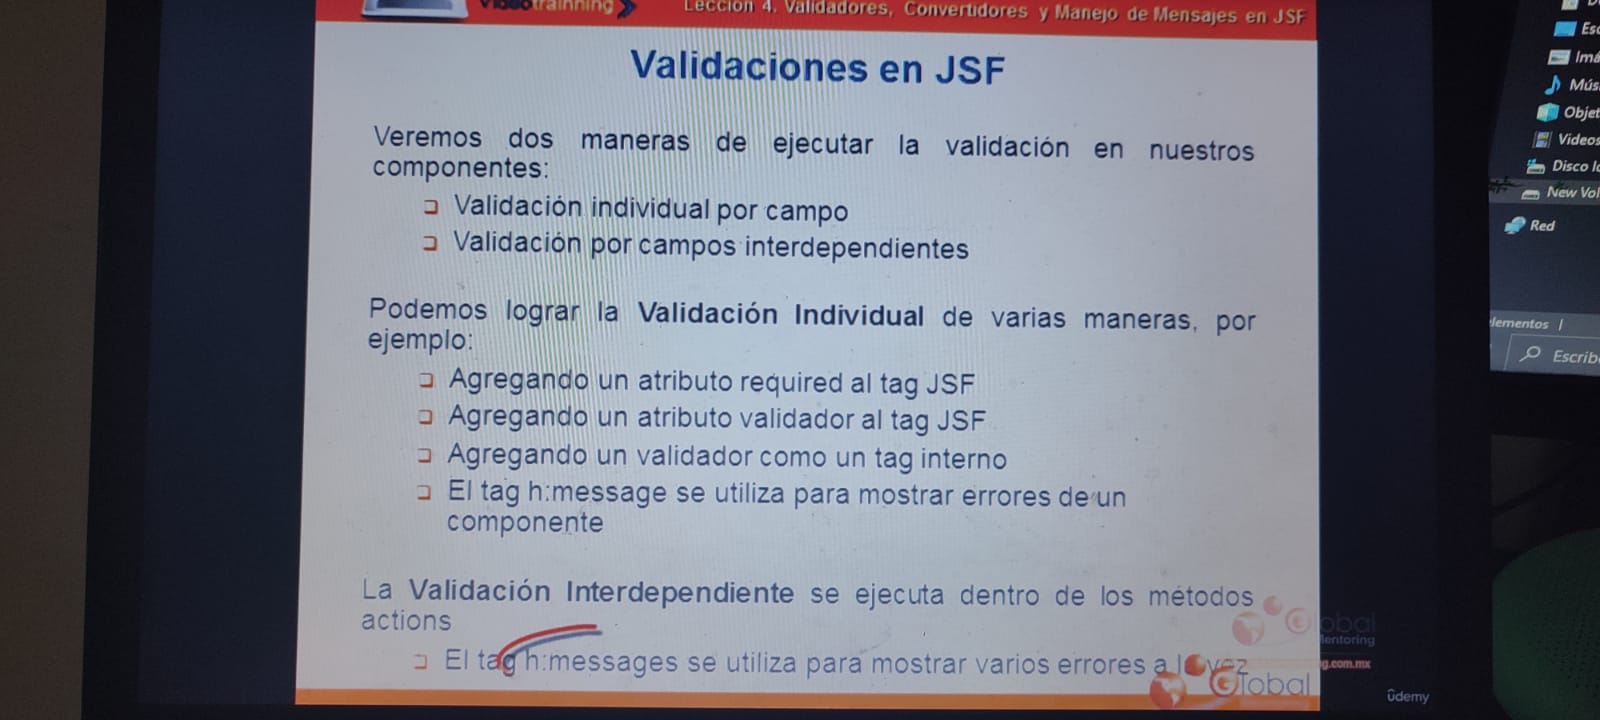 Videotrainning
Lección 4. Validadores, Convertidores y Manejo de Mensajes en JSF
Validaciones en JSF
Veremos dos maneras de ejecutar la validación en nuestros
componentes:
Validación individual por campo
Validación por campos interdependientes
Podemos lograr la Validación Individual de varias maneras, por
ejemplo:
Agregando un atributo required al tag JSF
Agregando un atributo validador al tag JSF
Agregando un validador como un tag interno
El tag h:message se utiliza para mostrar errores de un
componente
La Validación Interdependiente se ejecuta dentro de los métodos
actions
El tag h:messages se utiliza para mostrar varios errores a la vez
Global
Mentoring
g.com.mx
Global
ûdemy
Esc
Imá
Mús
Objet
Videos
Disco lo
New Vol
Red
elementos
Escrib